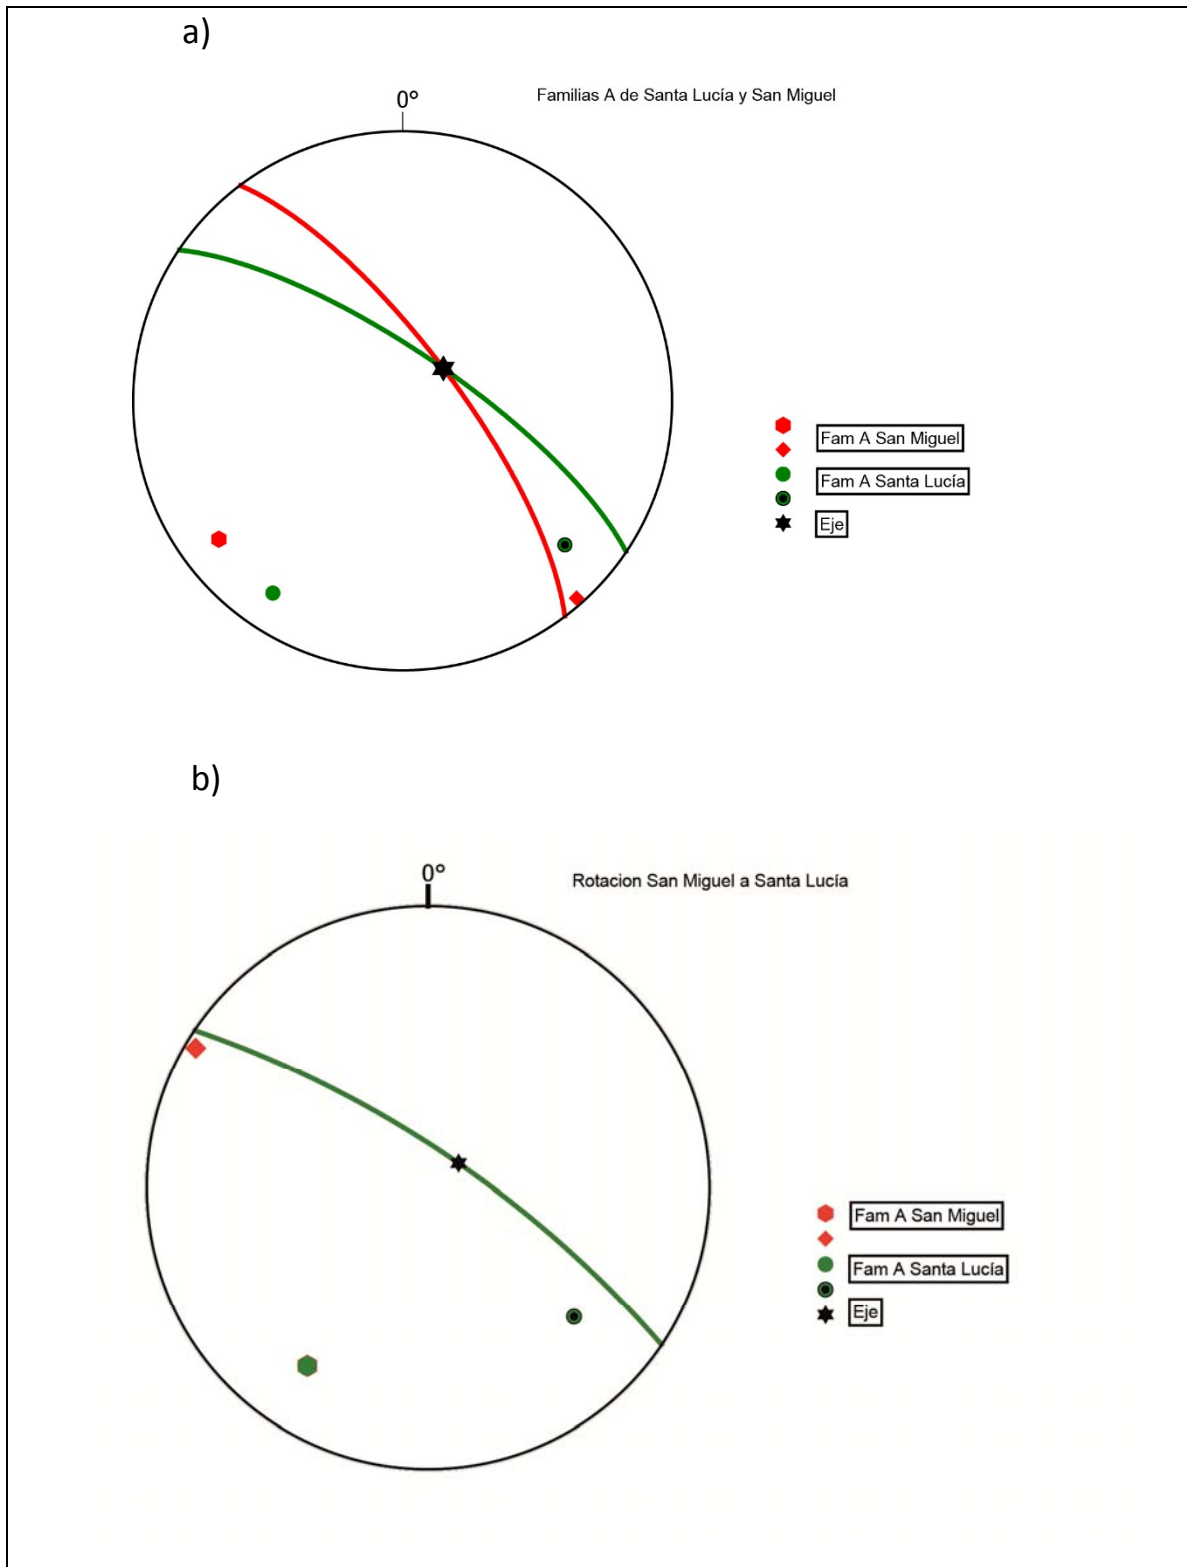 a)
0°
Familias A de Santa Lucía y San Miguel
Fam A San Miguel
Fam A Santa Lucía
Eje
b)
0°
Rotacion San Miguel a Santa Lucía
Fam A San Miguel
Fam A Santa Lucía
Eje